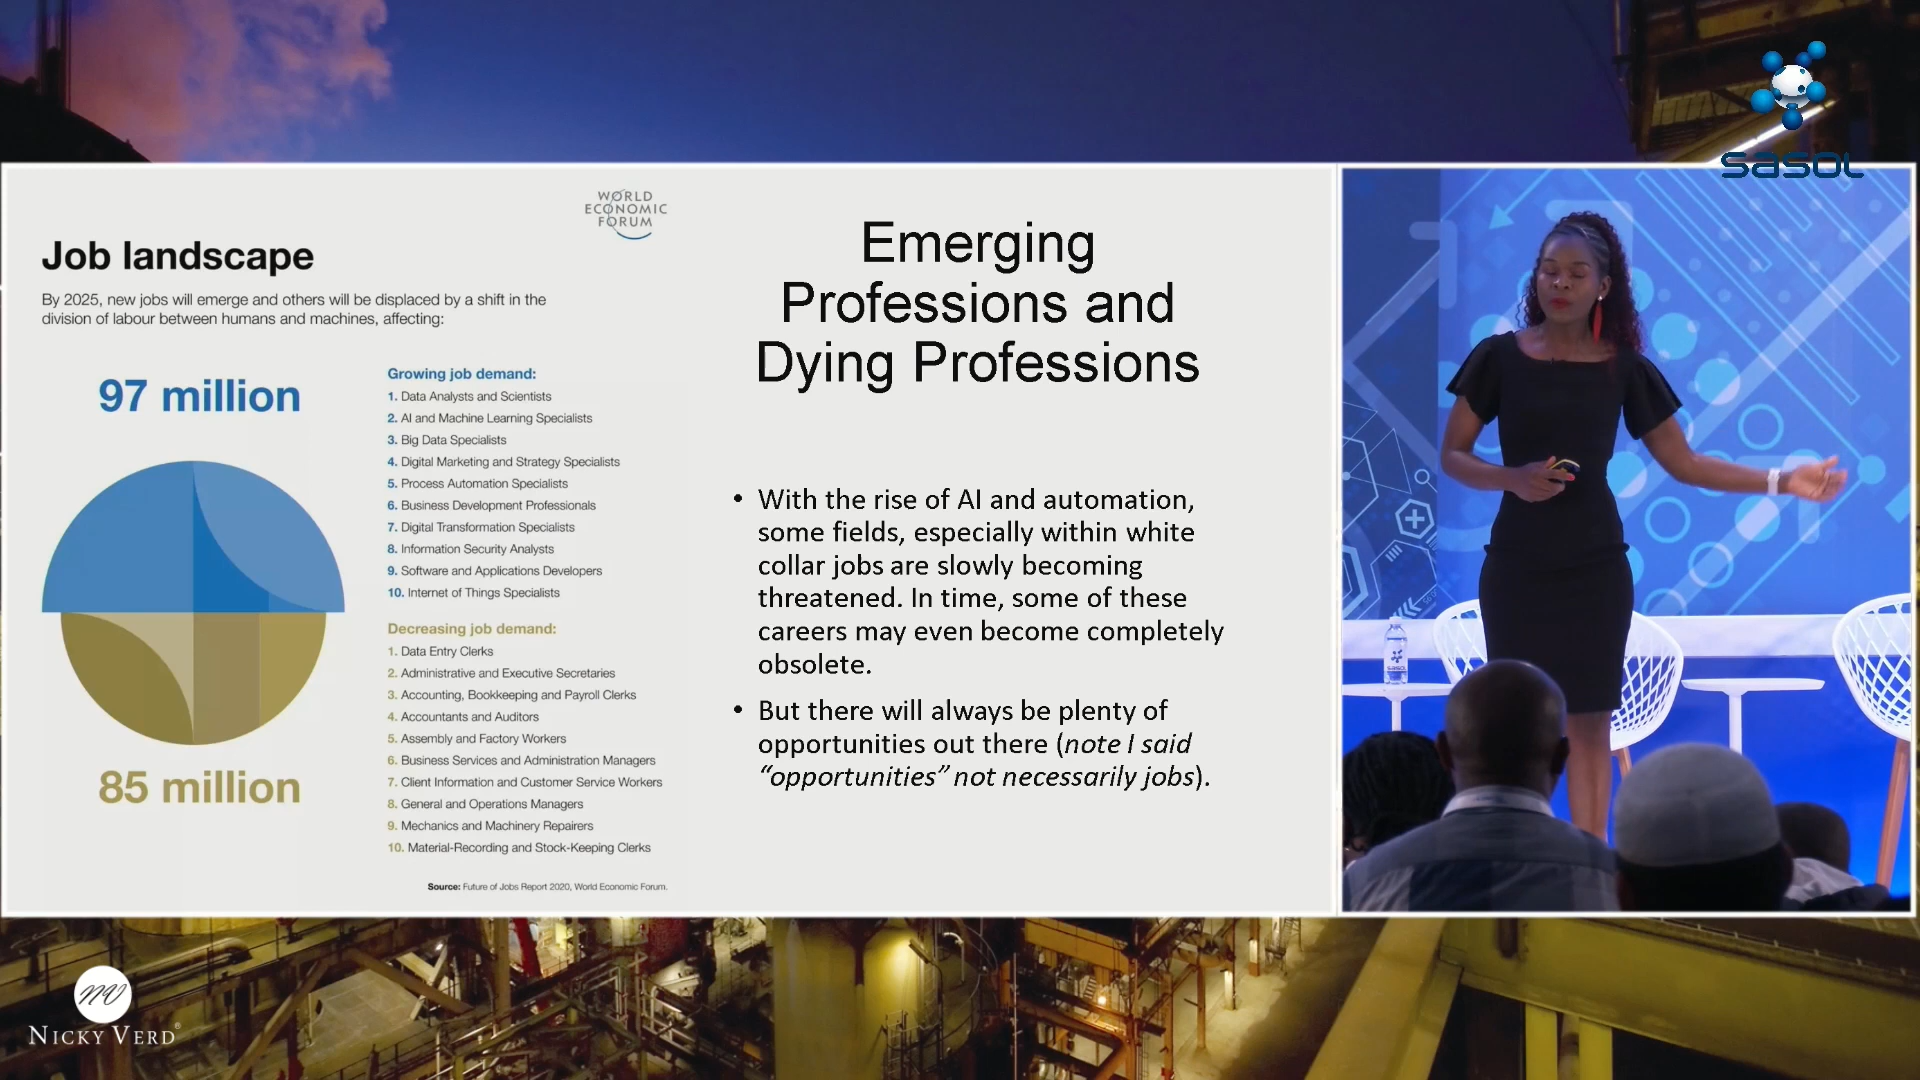 sasol
WORLD
ECONOMIC
FORUM
Job landscape
By 2025, new jobs will emerge and others will be displaced by a shift in the
division of labour between humans and machines, affecting:
97 million
85 million
Growing job demand:
1. Data Analysts and Scientists
2. AI and Machine Learning Specialists
3. Big Data Specialists
4. Digital Marketing and Strategy Specialists
5. Process Automation Specialists
6. Business Development Professionals
7. Digital Transformation Specialists
8. Information Security Analysts
9. Software and Applications Developers
10. Internet of Things Specialists
Decreasing job demand:
1. Data Entry Clerks
2. Administrative and Executive Secretaries
3. Accounting, Bookkeeping and Payroll Clerks
4. Accountants and Auditors
5. Assembly and Factory Workers
6. Business Services and Administration Managers
7. Client Information and Customer Service Workers
8. General and Operations Managers
9. Mechanics and Machinery Repairers
10. Material-Recording and Stock-Keeping Clerks
Source: Future of Jobs Report 2020, World Economic Forum.
Emerging
Professions and
Dying Professions
• With the rise of AI and automation,
some fields, especially within white
collar jobs are slowly becoming
threatened. In time, some of these
careers may even become completely
obsolete.
• But there will always be plenty of
opportunities out there (note I said
“opportunities” not necessarily jobs).
NV
NICKY VERD®